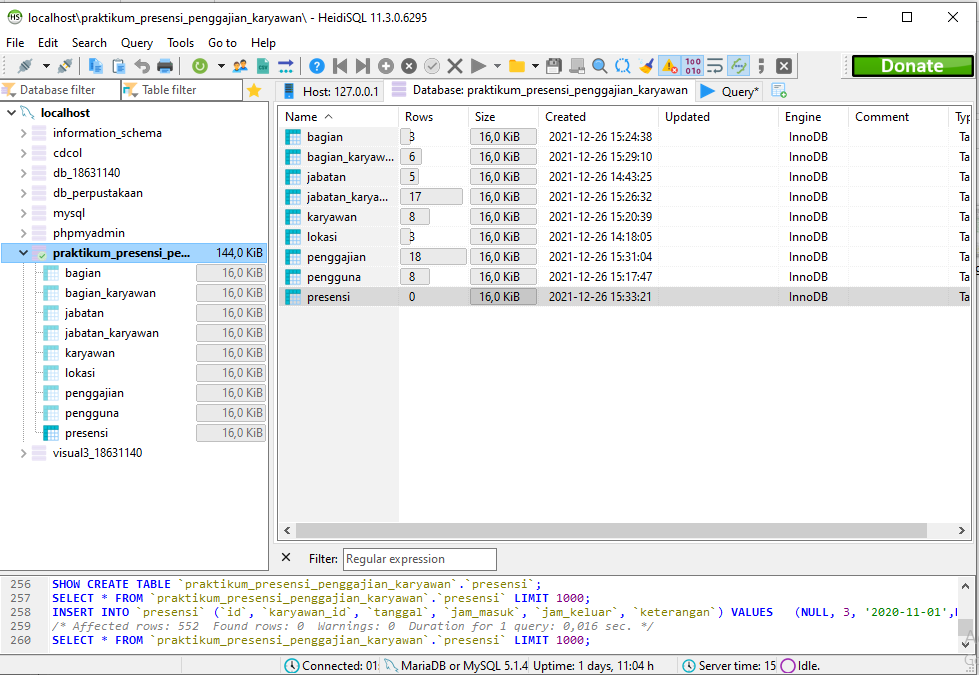 localhost\praktikum_presensi_penggajian_karyawan\ - HeidiSQL 11.3.0.6295
File Edit Search Query Tools Go to Help
Donate
Database filter Table filter Host: 127.0.0.1 Database: praktikum_presensi_penggajian_karyawan Query*
localhost
information_schema
cdcol
db_18631140
db_perpustakaan
mysql
phpmyadmin
praktikum_presensi_pe... 144,0 KiB
bagian 16,0 KiB
bagian_karyawan 16,0 KiB
jabatan 16,0 KiB
jabatan_karyawan 16,0 KiB
karyawan 16,0 KiB
lokasi 16,0 KiB
penggajian 16,0 KiB
pengguna 16,0 KiB
presensi 16,0 KiB
visual3_18631140
Name Rows Size Created Updated Engine Comment Typ
bagian 3 16,0 KiB 2021-12-26 15:24:38 InnoDB Ta
bagian_karyaw... 6 16,0 KiB 2021-12-26 15:29:10 InnoDB Ta
jabatan 5 16,0 KiB 2021-12-26 14:43:25 InnoDB Ta
jabatan_karya... 17 16,0 KiB 2021-12-26 15:26:32 InnoDB Ta
karyawan 8 16,0 KiB 2021-12-26 15:20:39 InnoDB Ta
lokasi 3 16,0 KiB 2021-12-26 14:18:05 InnoDB Ta
penggajian 18 16,0 KiB 2021-12-26 15:31:04 InnoDB Ta
pengguna 8 16,0 KiB 2021-12-26 15:17:47 InnoDB Ta
presensi 0 16,0 KiB 2021-12-26 15:33:21 InnoDB Ta
Filter: Regular expression
256 SHOW CREATE TABLE `praktikum_presensi_penggajian_karyawan`.`presensi`;
257 SELECT * FROM `praktikum_presensi_penggajian_karyawan`.`presensi` LIMIT 1000;
258 INSERT INTO `presensi` (`id`, `karyawan_id`, `tanggal`, `jam_masuk`, `jam_keluar`, `keterangan`) VALUES (NULL, 3, '2020-11-01',
259 /* Affected rows: 552 Found rows: 0 Warnings: 0 Duration for 1 query: 0,016 sec. */
260 SELECT * FROM `praktikum_presensi_penggajian_karyawan`.`presensi` LIMIT 1000;
Connected: 01: MariaDB or MySQL 5.1.4 Uptime: 1 days, 11:04 h Server time: 15 Idle.